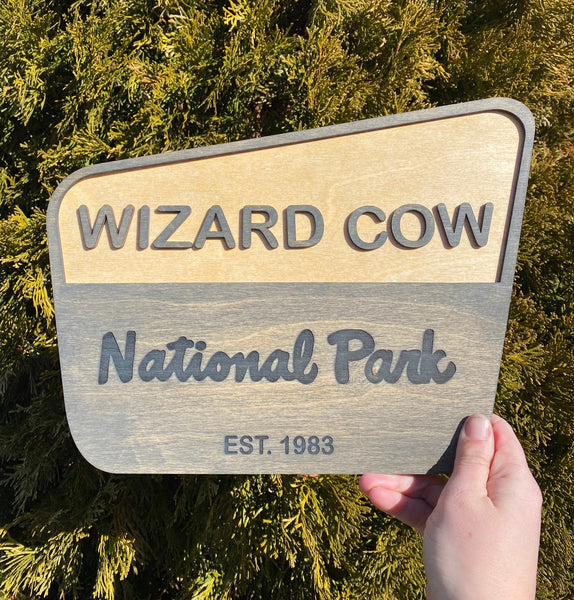 WIZARD COW
National Park
EST. 1983